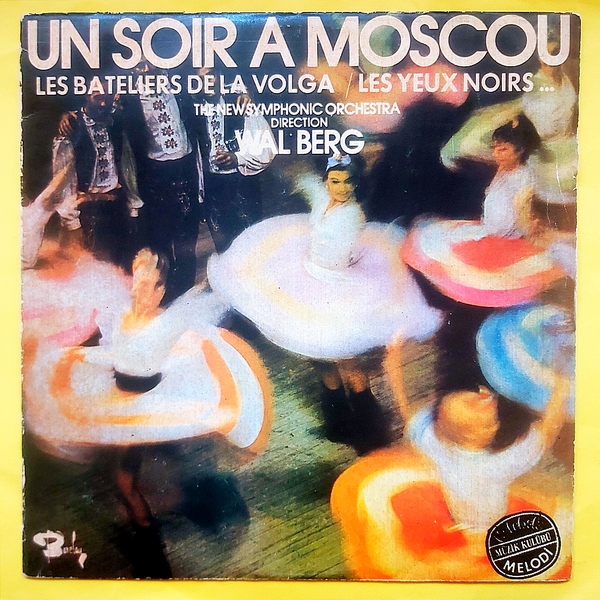 UN SOIR A MOSCOU
LES BATELIERS DE LA VOLGA / LES YEUX NOIRS ...
THE NEW SYMPHONIC ORCHESTRA
DIRECTION
WAL BERG
Barclay
MÜZİK KULÜBÜ
MELODİ